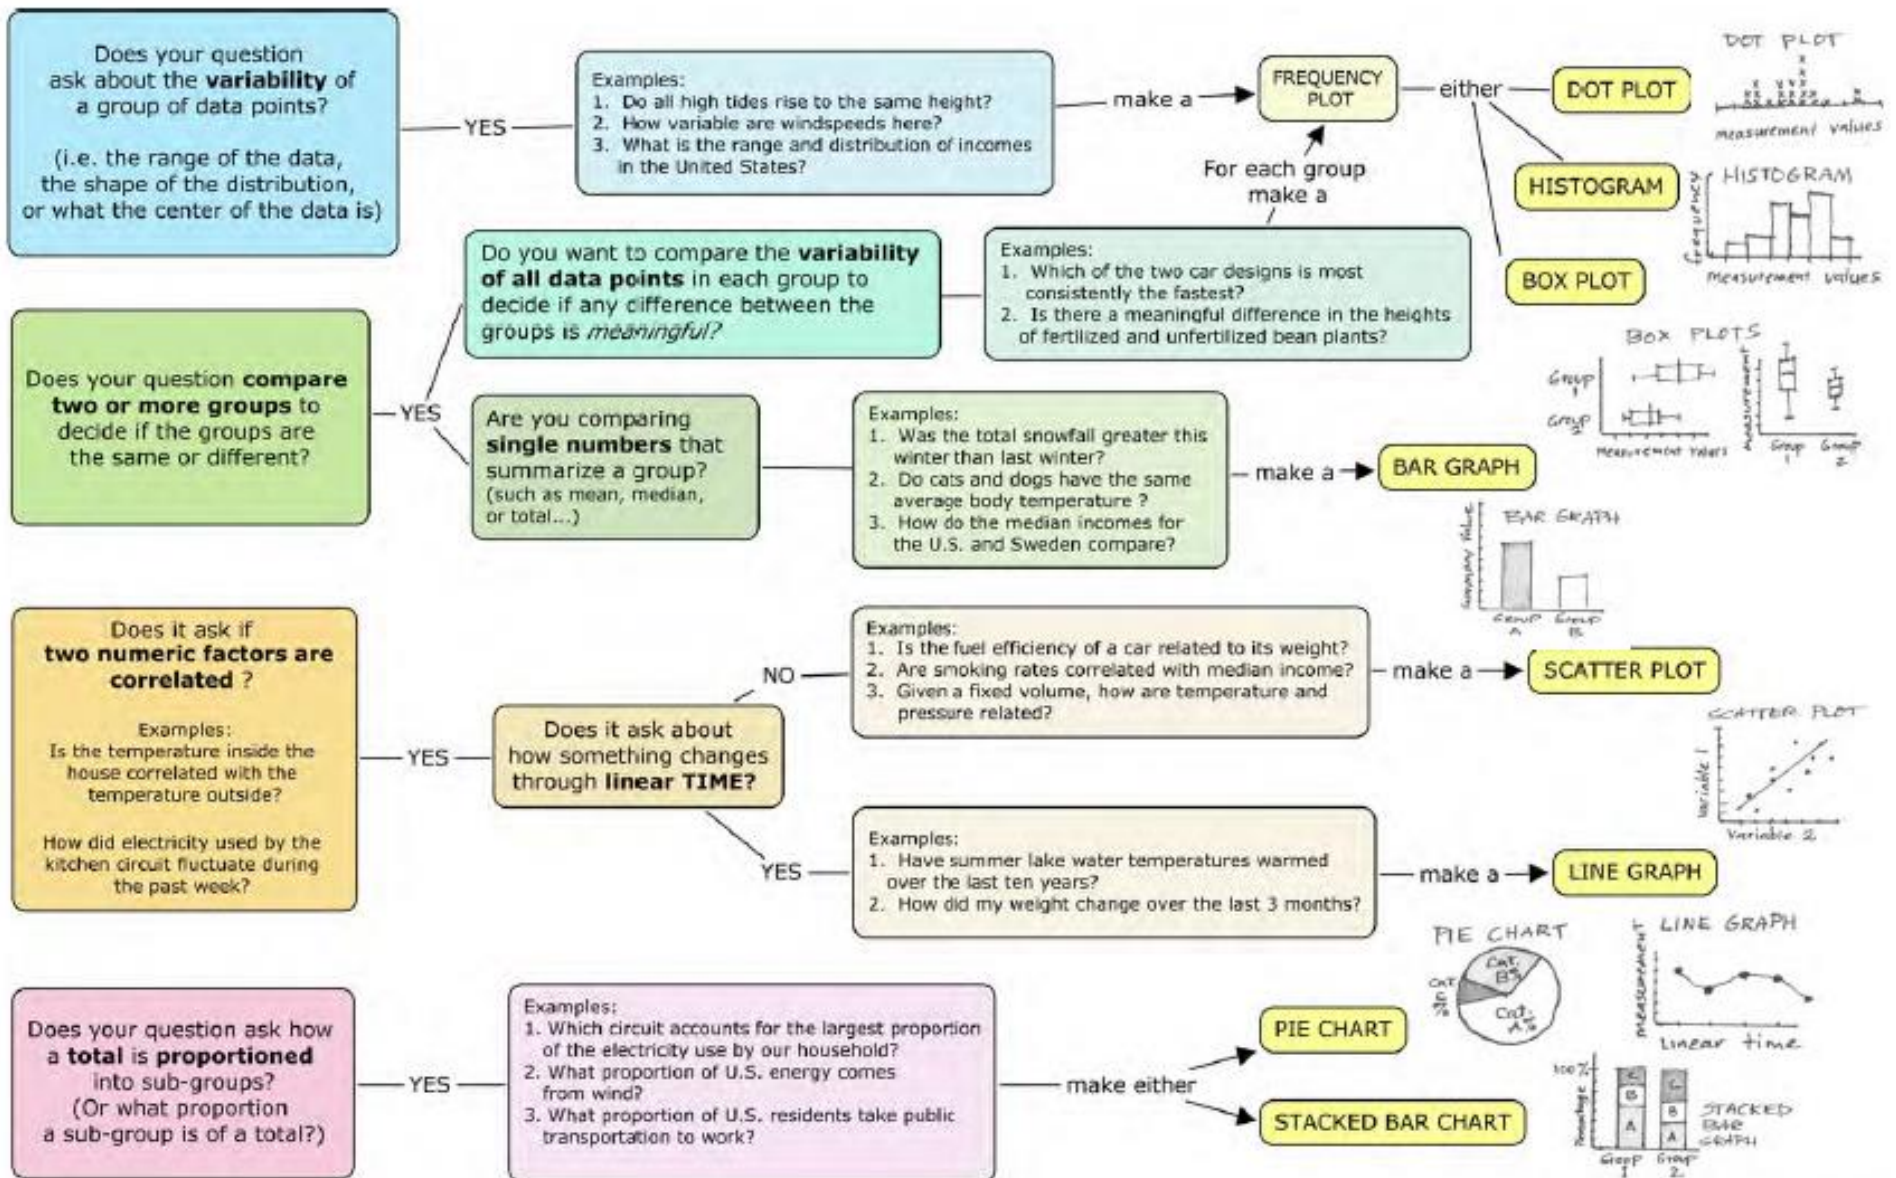 Does your question
ask about the variability of
a group of data points?
(i.e. the range of the data,
the shape of the distribution,
or what the center of the data is)
YES
Examples:
1. Do all high tides rise to the same height?
2. How variable are windspeeds here?
3. What is the range and distribution of incomes
in the United States?
make a
FREQUENCY
PLOT
either
DOT PLOT
HISTOGRAM
BOX PLOT
DOT PLOT
measurement values
HISTOGRAM
frequency
measurement values
For each group
make a
Does your question compare
two or more groups to
decide if the groups are
the same or different?
YES
Do you want to compare the variability
of all data points in each group to
decide if any difference between the
groups is meaningful?
Examples:
1. Which of the two car designs is most
consistently the fastest?
2. Is there a meaningful difference in the heights
of fertilized and unfertilized bean plants?
BOX PLOTS
Group
1
Group
2
measurement values
measurement
Group
1
Group
2
Are you comparing
single numbers that
summarize a group?
(such as mean, median,
or total...)
Examples:
1. Was the total snowfall greater this
winter than last winter?
2. Do cats and dogs have the same
average body temperature ?
3. How do the median incomes for
the U.S. and Sweden compare?
make a
BAR GRAPH
BAR GRAPH
Summary Value
Group
A
Group
B
Does it ask if
two numeric factors are
correlated ?
Examples:
Is the temperature inside the
house correlated with the
temperature outside?
How did electricity used by the
kitchen circuit fluctuate during
the past week?
YES
Does it ask about
how something changes
through linear TIME?
NO
Examples:
1. Is the fuel efficiency of a car related to its weight?
2. Are smoking rates correlated with median income?
3. Given a fixed volume, how are temperature and
pressure related?
make a
SCATTER PLOT
SCATTER PLOT
Variable 1
Variable 2
YES
Examples:
1. Have summer lake water temperatures warmed
over the last ten years?
2. How did my weight change over the last 3 months?
make a
LINE GRAPH
LINE GRAPH
measurement
Linear time
Does your question ask how
a total is proportioned
into sub-groups?
(Or what proportion
a sub-group is of a total?)
YES
Examples:
1. Which circuit accounts for the largest proportion
of the electricity use by our household?
2. What proportion of U.S. energy comes
from wind?
3. What proportion of U.S. residents take public
transportation to work?
make either
PIE CHART
STACKED BAR CHART
PIE CHART
Cat.
B%
Cat.
Cat.
A%
100%
Percentage
C
B
A
C
B
A
Group
1
Group
2
STACKED
BAR
GRAPH